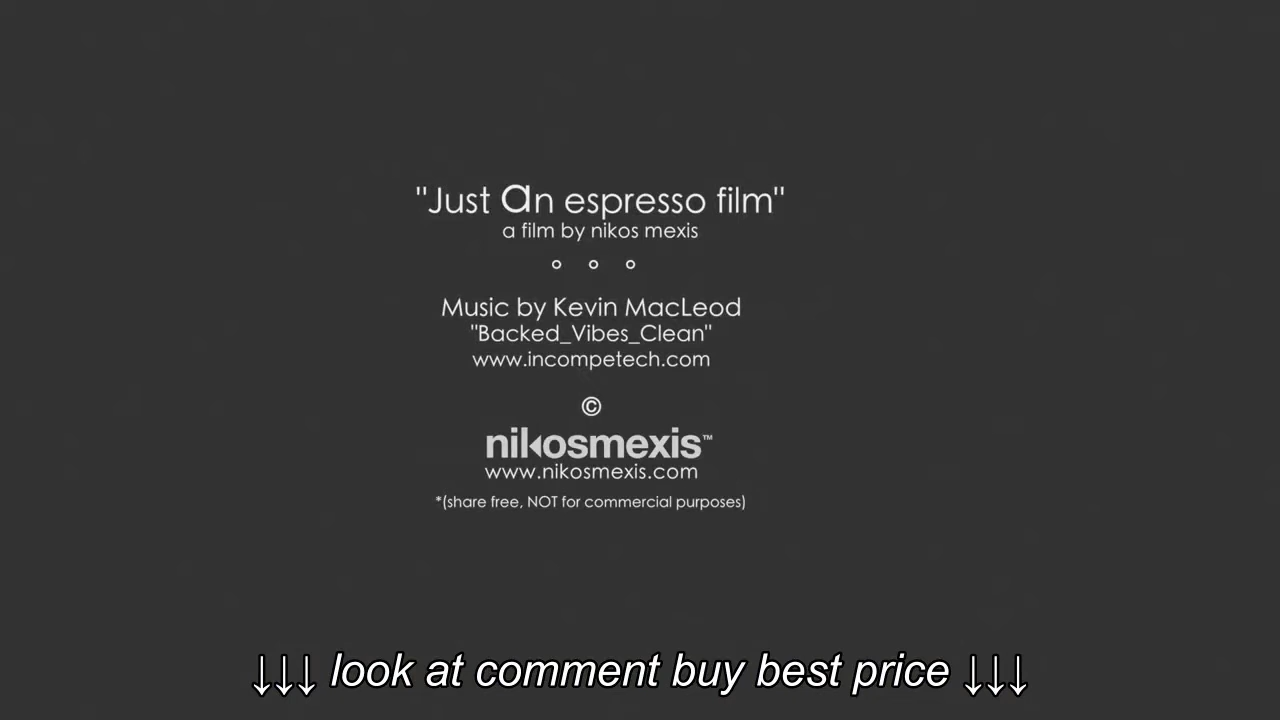 "Just an espresso film"
a film by nikos mexis
Music by Kevin MacLeod
"Backed_Vibes_Clean"
www.incompetech.com
©
nikosmexis™
www.nikosmexis.com
*(share free, NOT for commercial purposes)
↓↓↓ look at comment buy best price ↓↓↓